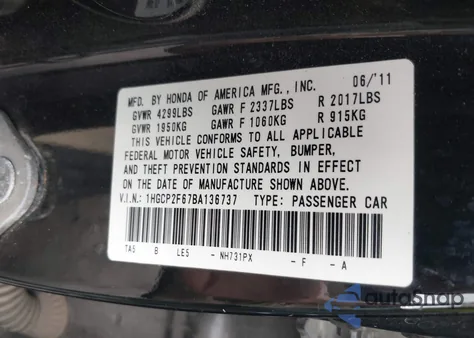 MFD. BY HONDA OF AMERICA MFG., INC. 06/'11
GVWR 4299LBS GAWR F 2337LBS R 2017LBS
GVWR 1950KG GAWR F 1060KG R 915KG
THIS VEHICLE CONFORMS TO ALL APPLICABLE
FEDERAL MOTOR VEHICLE SAFETY, BUMPER,
AND THEFT PREVENTION STANDARDS IN EFFECT
ON THE DATE OF MANUFACTURE SHOWN ABOVE.
V.I.N.: 1HGCP2F67BA136737 TYPE: PASSENGER CAR
TA5 B LE5 - NH731PX - F - A
autosnap